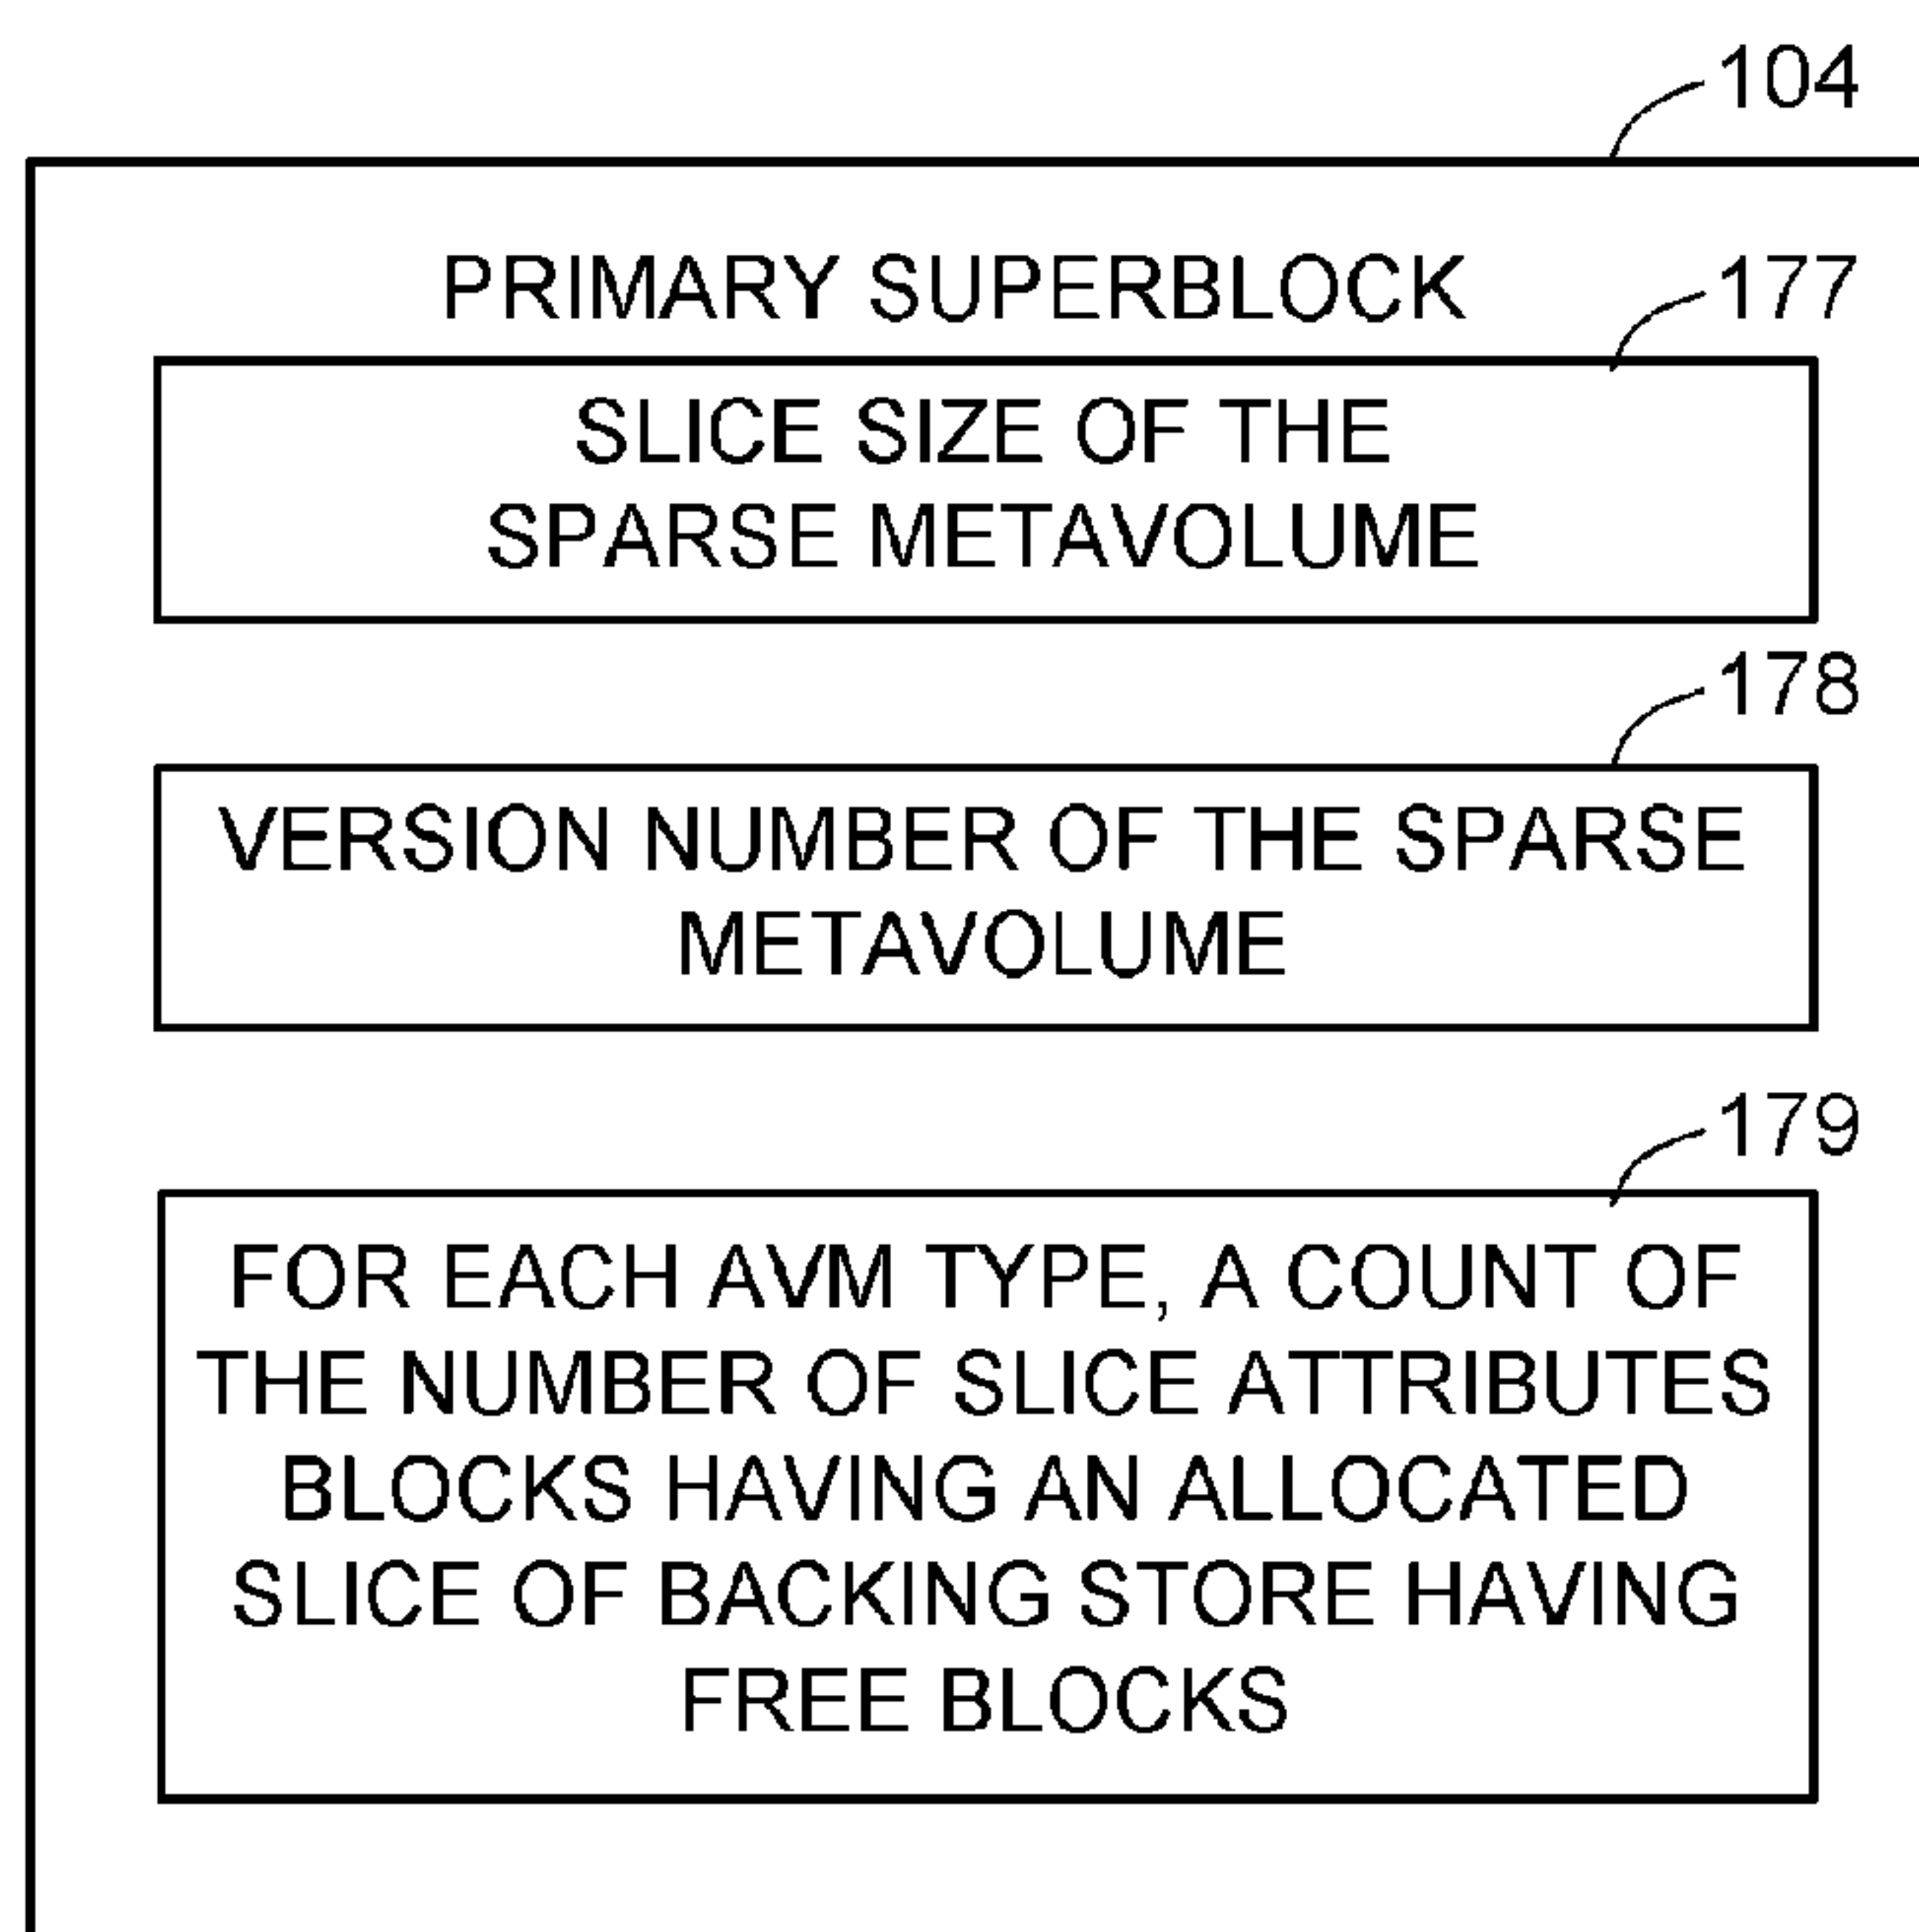 104
PRIMARY SUPERBLOCK
177
SLICE SIZE OF THE
SPARSE METAVOLUME
178
VERSION NUMBER OF THE SPARSE
METAVOLUME
179
FOR EACH AVM TYPE, A COUNT OF
THE NUMBER OF SLICE ATTRIBUTES
BLOCKS HAVING AN ALLOCATED
SLICE OF BACKING STORE HAVING
FREE BLOCKS